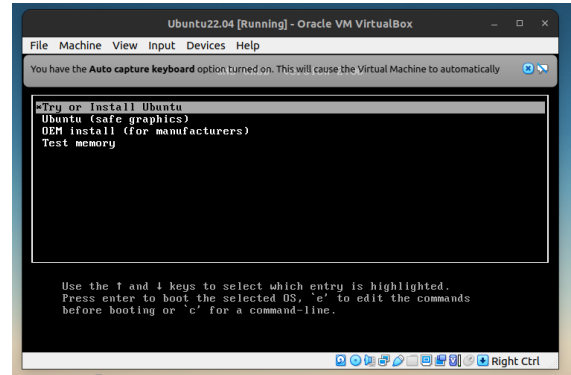 Ubuntu22.04 [Running] - Oracle VM VirtualBox
File Machine View Input Devices Help
You have the Auto capture keyboard option turned on. This will cause the Virtual Machine to automatically
*Try or Install Ubuntu
Ubuntu (safe graphics)
OEM install (for manufacturers)
Test memory
Use the ↑ and ↓ keys to select which entry is highlighted.
Press enter to boot the selected OS, `e' to edit the commands
before booting or `c' for a command-line.
Right Ctrl